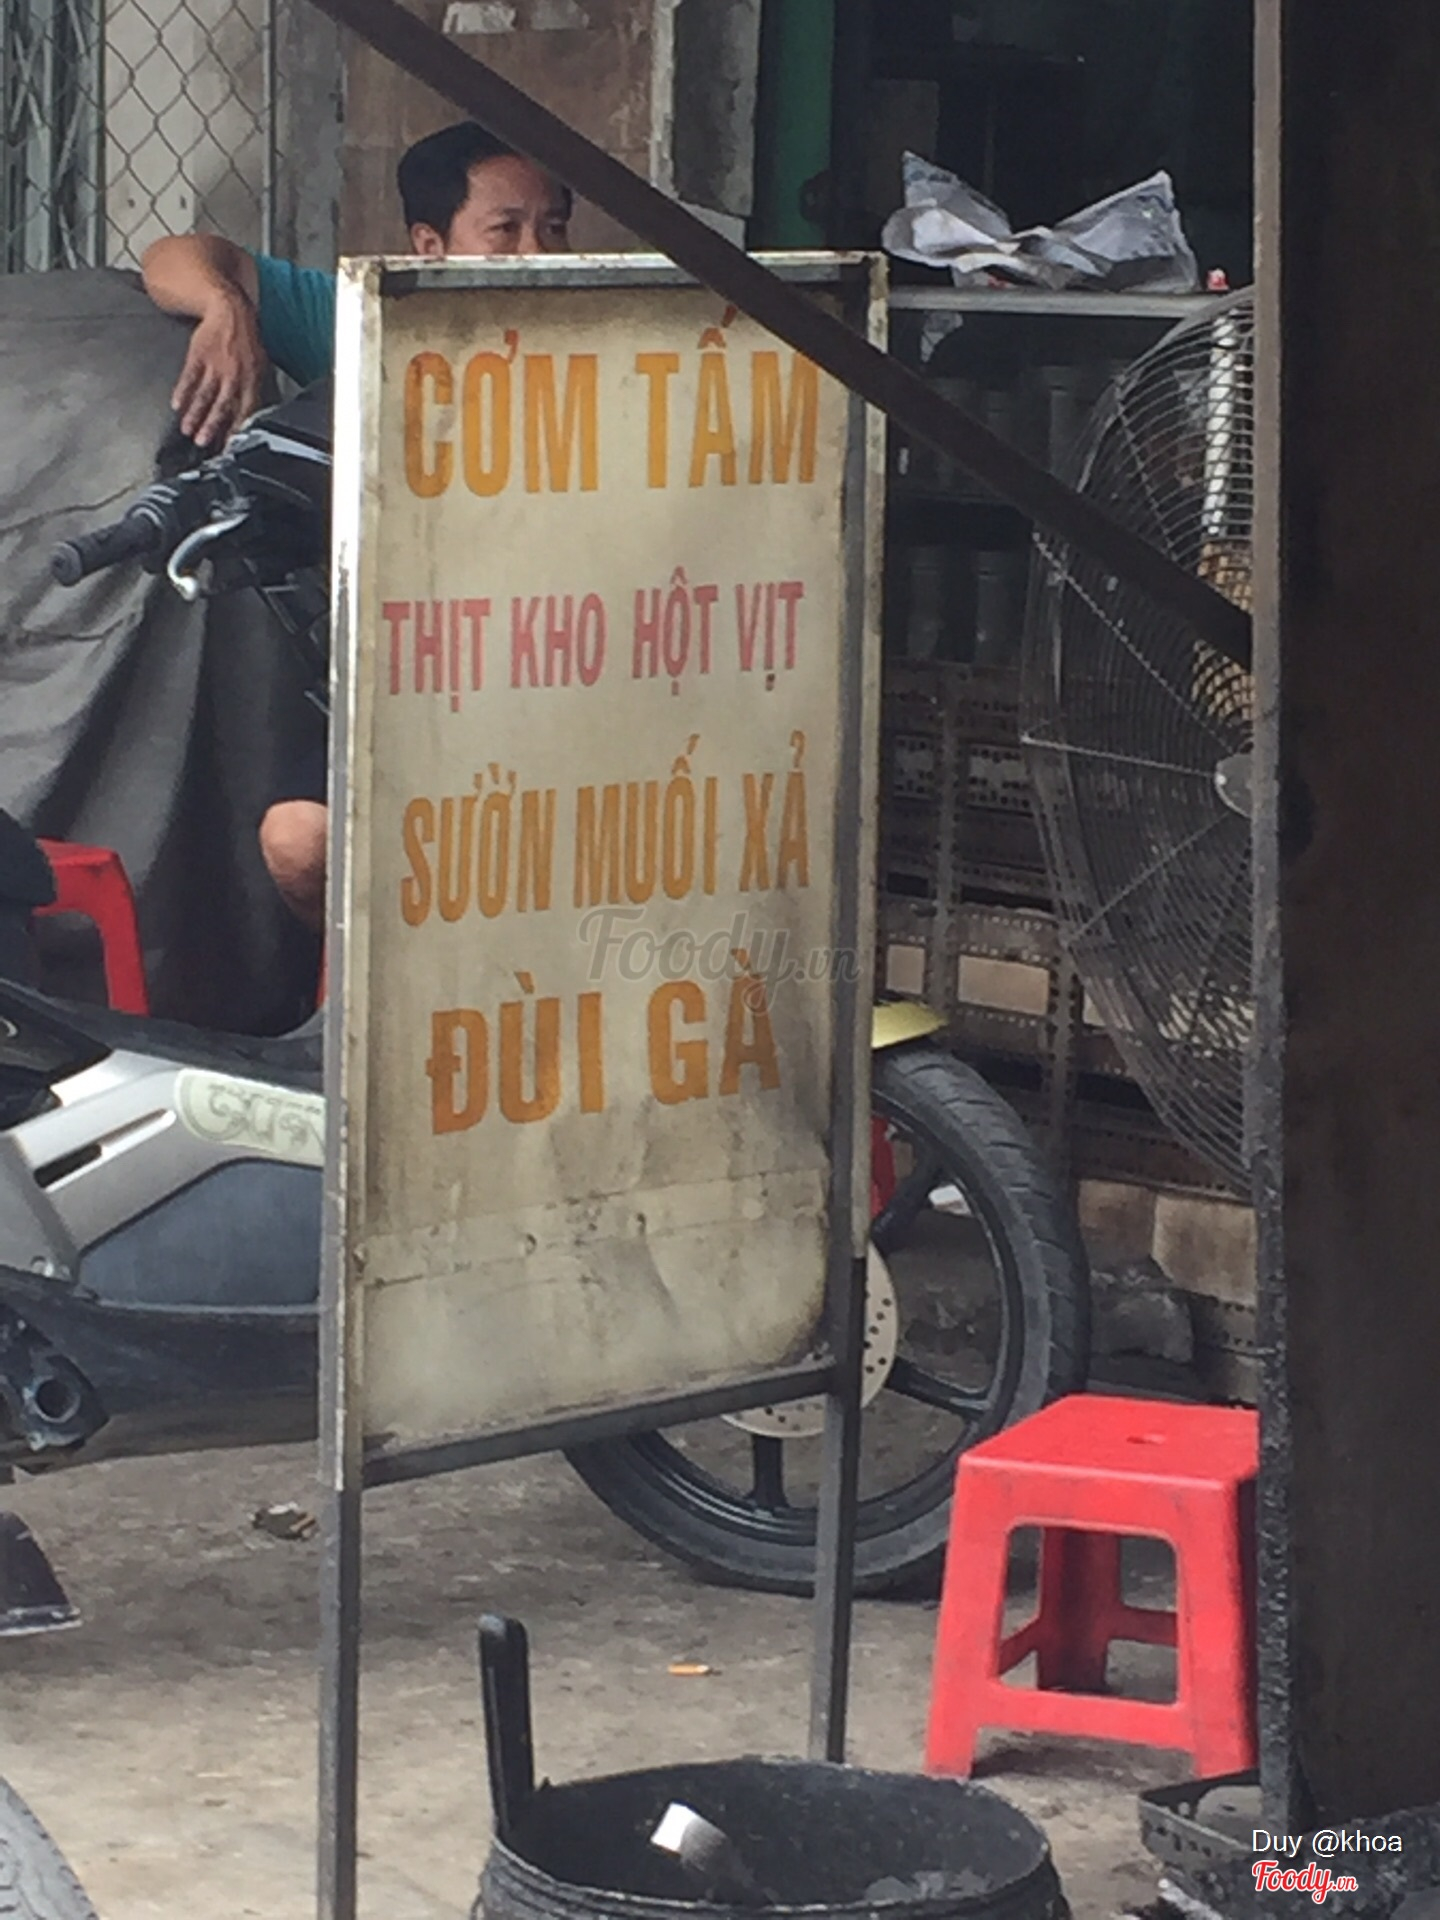 CƠM TẤM
THỊT KHO HỘT VỊT
SƯỜN MUỐI XẢ
ĐÙI GÀ
Foody.vn
Duy @khoa
Foody.vn